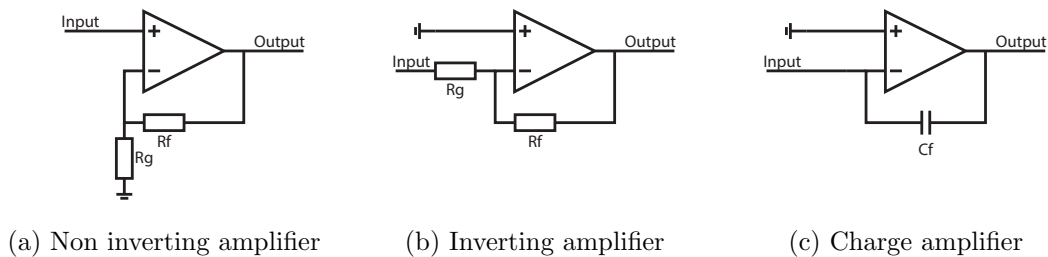 Input
+
−
Output
Rf
Rg
(a) Non inverting amplifier
+
Input
−
Output
Rg
Rf
(b) Inverting amplifier
+
Input
−
Output
Cf
(c) Charge amplifier